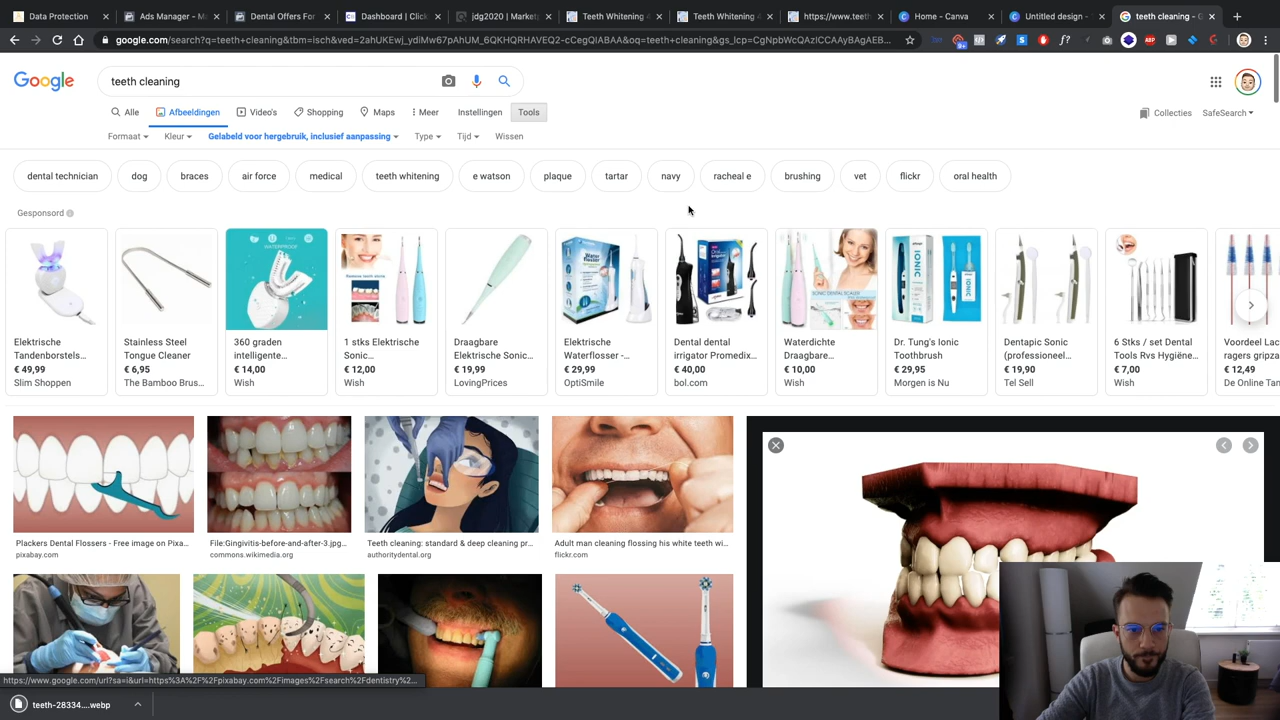 Data Protection
Ads Manager - M
Dental Offers For
Dashboard | Click
jdg2020 | Market
Teeth Whitening 4
Teeth Whitening 4
https://www.teeth
Home - Canva
Untitled design -
teeth cleaning - G
google.com/search?q=teeth+cleaning&tbm=isch&ved=2ahUKEwj_ydiMw67pAhUM_6QKHQRHAVEQ2-cCegQIABAA&oq=teeth+cleaning&gs_lcp=CgNpbWcQAzICCAAyBAgAEB...
Google
teeth cleaning
Alle
Afbeeldingen
Video's
Shopping
Maps
Meer
Instellingen
Tools
Collecties
SafeSearch
Formaat
Kleur
Gelabeld voor hergebruik, inclusief aanpassing
Type
Tijd
Wissen
dental technician
dog
braces
air force
medical
teeth whitening
e watson
plaque
tartar
navy
racheal e
brushing
vet
flickr
oral health
Gesponsord
WATERPROOF
IONIC
IONIC
Elektrische
Tandenborstels...
€ 49,99
Slim Shoppen
Stainless Steel
Tongue Cleaner
€ 6,95
The Bamboo Brus...
360 graden
intelligente...
€ 14,00
Wish
1 stks Elektrische
Sonic...
€ 12,00
Wish
Draagbare
Elektrische Sonic...
€ 19,99
LovingPrices
Elektrische
Waterflosser -...
€ 29,99
OptiSmile
Dental dental
irrigator Promedix...
€ 40,00
bol.com
Waterdichte
Draagbare...
€ 10,00
Wish
Dr. Tung's Ionic
Toothbrush
€ 29,95
Morgen is Nu
Dentapic Sonic
(professioneel...
€ 19,90
Tel Sell
6 Stks / set Dental
Tools Rvs Hygiëne...
€ 7,00
Wish
Voordeel Lac
ragers gripza
€ 12,49
De Online Tan
Plackers Dental Flossers - Free image on Pixa...
pixabay.com
File:Gingivitis-before-and-after-3.jpg...
commons.wikimedia.org
Teeth cleaning: standard & deep cleaning pr...
authoritydental.org
Adult man cleaning flossing his white teeth wi...
flickr.com
https://www.google.com/url?sa=i&url=https%3A%2F%2Fpixabay.com%2Fimages%2Fsearch%2Fdentistry%2...
teeth-28334....webp